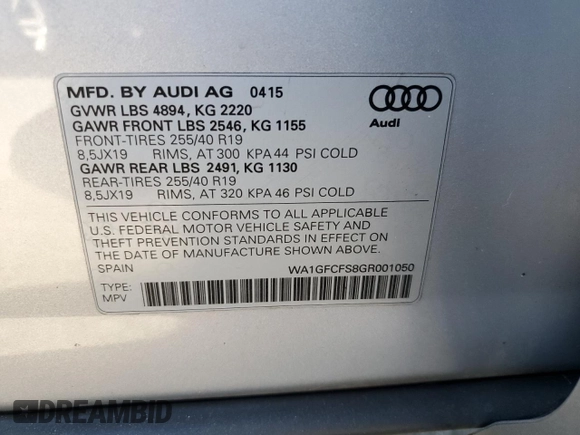 MFD. BY AUDI AG 0415
GVWR LBS 4894, KG 2220
GAWR FRONT LBS 2546, KG 1155
FRONT-TIRES 255/40 R19
8,5JX19 RIMS, AT 300 KPA 44 PSI COLD
GAWR REAR LBS 2491, KG 1130
REAR-TIRES 255/40 R19
8,5JX19 RIMS, AT 320 KPA 46 PSI COLD
Audi
THIS VEHICLE CONFORMS TO ALL APPLICABLE
U.S. FEDERAL MOTOR VEHICLE SAFETY AND
THEFT PREVENTION STANDARDS IN EFFECT ON
THE DATE OF MANUFACTURE SHOWN ABOVE.
SPAIN WA1GFCFS8GR001050
TYPE:
MPV
DREAMBID